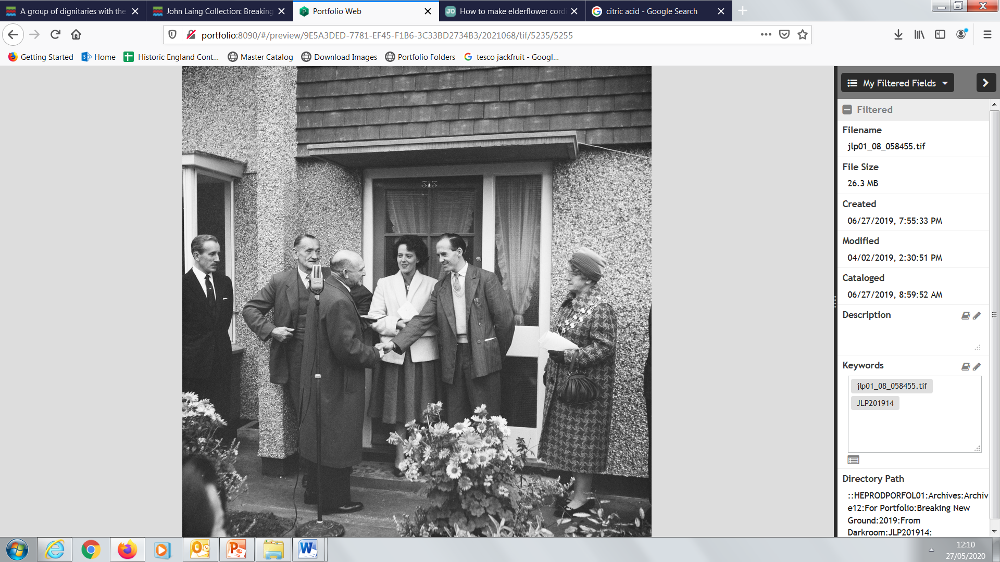 A group of dignitaries with the
John Laing Collection: Breaking
Portfolio Web
How to make elderflower cordi
citric acid - Google Search
portfolio:8090/#/preview/9E5A3DED-7781-EF45-F1B6-3C33BD2734B3/2021068/tif/5235/5255
Getting Started
Home
Historic England Cont...
Master Catalog
Download Images
Portfolio Folders
tesco jackfruit - Googl...
My Filtered Fields
Filtered
Filename
jlp01_08_058455.tif
File Size
26.3 MB
Created
06/27/2019, 7:55:33 PM
Modified
04/02/2019, 2:30:51 PM
Cataloged
06/27/2019, 8:59:52 AM
Description
Keywords
jlp01_08_058455.tif
JLP201914
Directory Path
::HEPRODPORFOL01:Archives:Archiv
e12:For Portfolio:Breaking New
Ground:2019:From
Darkroom:JLP201914:
12:10
27/05/2020